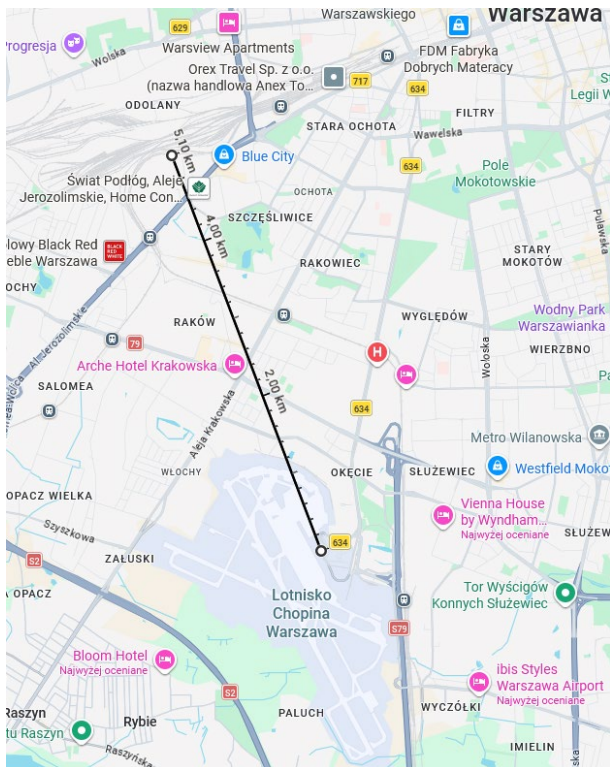 Warszawskiego
Warszawa
629
Progresja
Wolska
Warsview Apartments
FDM Fabryka
Dobrych Materacy
Orex Travel Sp. z o.o.
(nazwa handlowa Anex To...
717
634
ODOLANY
FILTRY
Stacja
Legii W
STARA OCHOTA
Wawelska
5,10 km
Blue City
634
Pole
Mokotowskie
Świat Podłóg, Aleje
Jerozolimskie, Home Con...
OCHOTA
4,00 km
SZCZĘŚLIWICE
Puławska
olowy Black Red
eble Warszawa
BLACK
RED
WHITE
RAKOWIEC
STARY
MOKOTÓW
OCHY
Al. Jerozolimskie
RAKÓW
WYGLĘDÓW
Wodny Park
Warszawianka
79
H
WIERZBNO
Wołoska
Arche Hotel Krakowska
2,00 km
SALOMEA
634
Aleja Krakowska
Metro Wilanowska
WŁOCHY
OKĘCIE
SŁUŻEWIEC
Westfield Moko
OPACZ WIELKA
Vienna House
by Wyndham...
Najwyżej oceniane
Szyszkowa
634
SŁUŻEW
S2
ZAŁUSKI
A OPACZ
Lotnisko
Chopina
Warszawa
Tor Wyścigów
Konnych Służewiec
S79
Bloom Hotel
Najwyżej oceniane
ibis Styles
Warszawa Airport
Najwyżej oceniane
S2
Raszyn
Rybie
PALUCH
WYCZÓŁKI
tu Raszyn
Raszyńska
IMIELIN